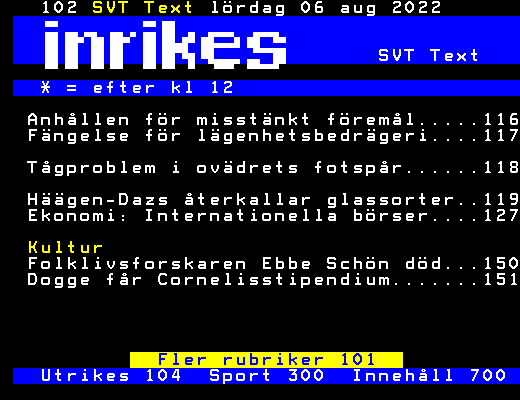 102 SVT Text lördag 06 aug 2022
inrikes
SVT Text
* = efter kl 12
Anhållen för misstänkt föremål.....116
Fängelse för lägenhetsbedrägeri....117
Tågproblem i ovädrets fotspår......118
Häägen-Dazs återkallar glassorter..119
Ekonomi: Internationella börser....127
Kultur
Folklivsforskaren Ebbe Schön död...150
Dogge får Cornelisstipendium.......151
Fler rubriker 101
Utrikes 104 Sport 300 Innehåll 700